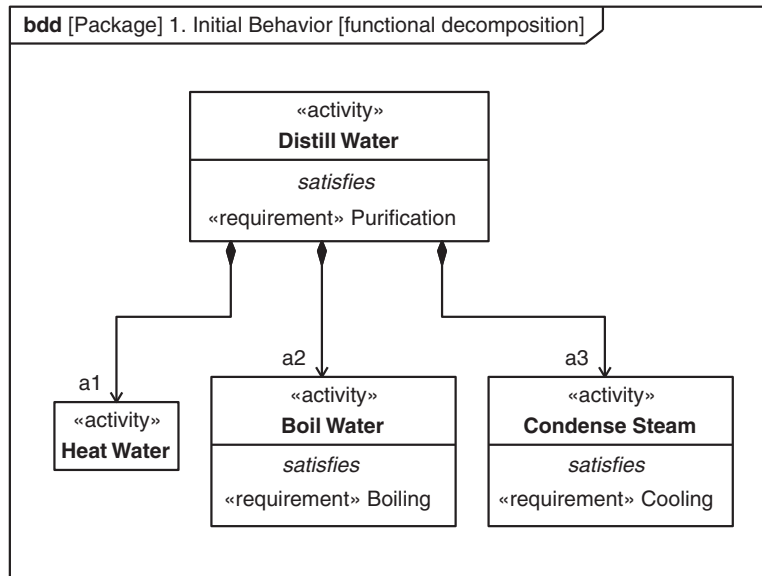 bdd [Package] 1. Initial Behavior [functional decomposition]
«activity»
Distill Water
satisfies
«requirement» Purification
a1
«activity»
Heat Water
a2
«activity»
Boil Water
satisfies
«requirement» Boiling
a3
«activity»
Condense Steam
satisfies
«requirement» Cooling